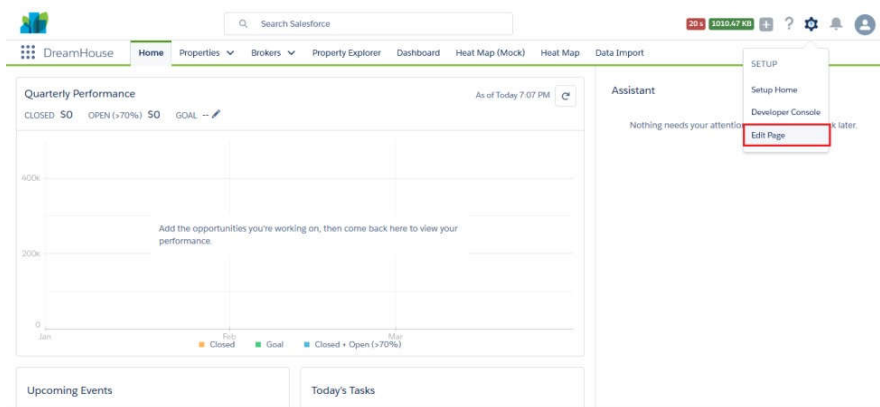 Search Salesforce
20 s 1010.47 KB
DreamHouse Home Properties Brokers Property Explorer Dashboard Heat Map (Mock) Heat Map Data Import
SETUP
Setup Home
Developer Console
Edit Page
Quarterly Performance
As of Today 7:07 PM
CLOSED $0 OPEN (>70%) $0 GOAL --
Assistant
Nothing needs your attention
k later.
400k
Add the opportunities you're working on, then come back here to view your
performance.
200k
0
Jan Feb Mar
Closed Goal Closed + Open (>70%)
Upcoming Events
Today's Tasks